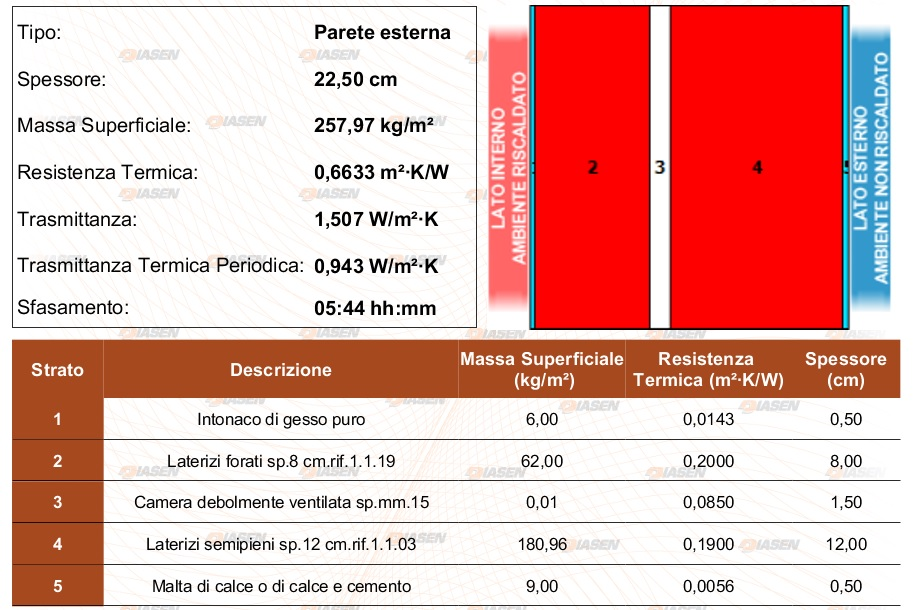 Tipo: Parete esterna
Spessore: 22,50 cm
Massa Superficiale: 257,97 kg/m²
Resistenza Termica: 0,6633 m²·K/W
Trasmittanza: 1,507 W/m²·K
Trasmittanza Termica Periodica: 0,943 W/m²·K
Sfasamento: 05:44 hh:mm
LATO INTERNO
AMBIENTE RISCALDATO
2
3
4
5
LATO ESTERNO
AMBIENTE NON RISCALDATO
Strato Descrizione Massa Superficiale (kg/m²) Resistenza Termica (m²·K/W) Spessore (cm)
1 Intonaco di gesso puro 6,00 0,0143 0,50
2 Laterizi forati sp.8 cm.rif.1.1.19 62,00 0,2000 8,00
3 Camera debolmente ventilata sp.mm.15 0,01 0,0850 1,50
4 Laterizi semipieni sp.12 cm.rif.1.1.03 180,96 0,1900 12,00
5 Malta di calce o di calce e cemento 9,00 0,0056 0,50
IASEN